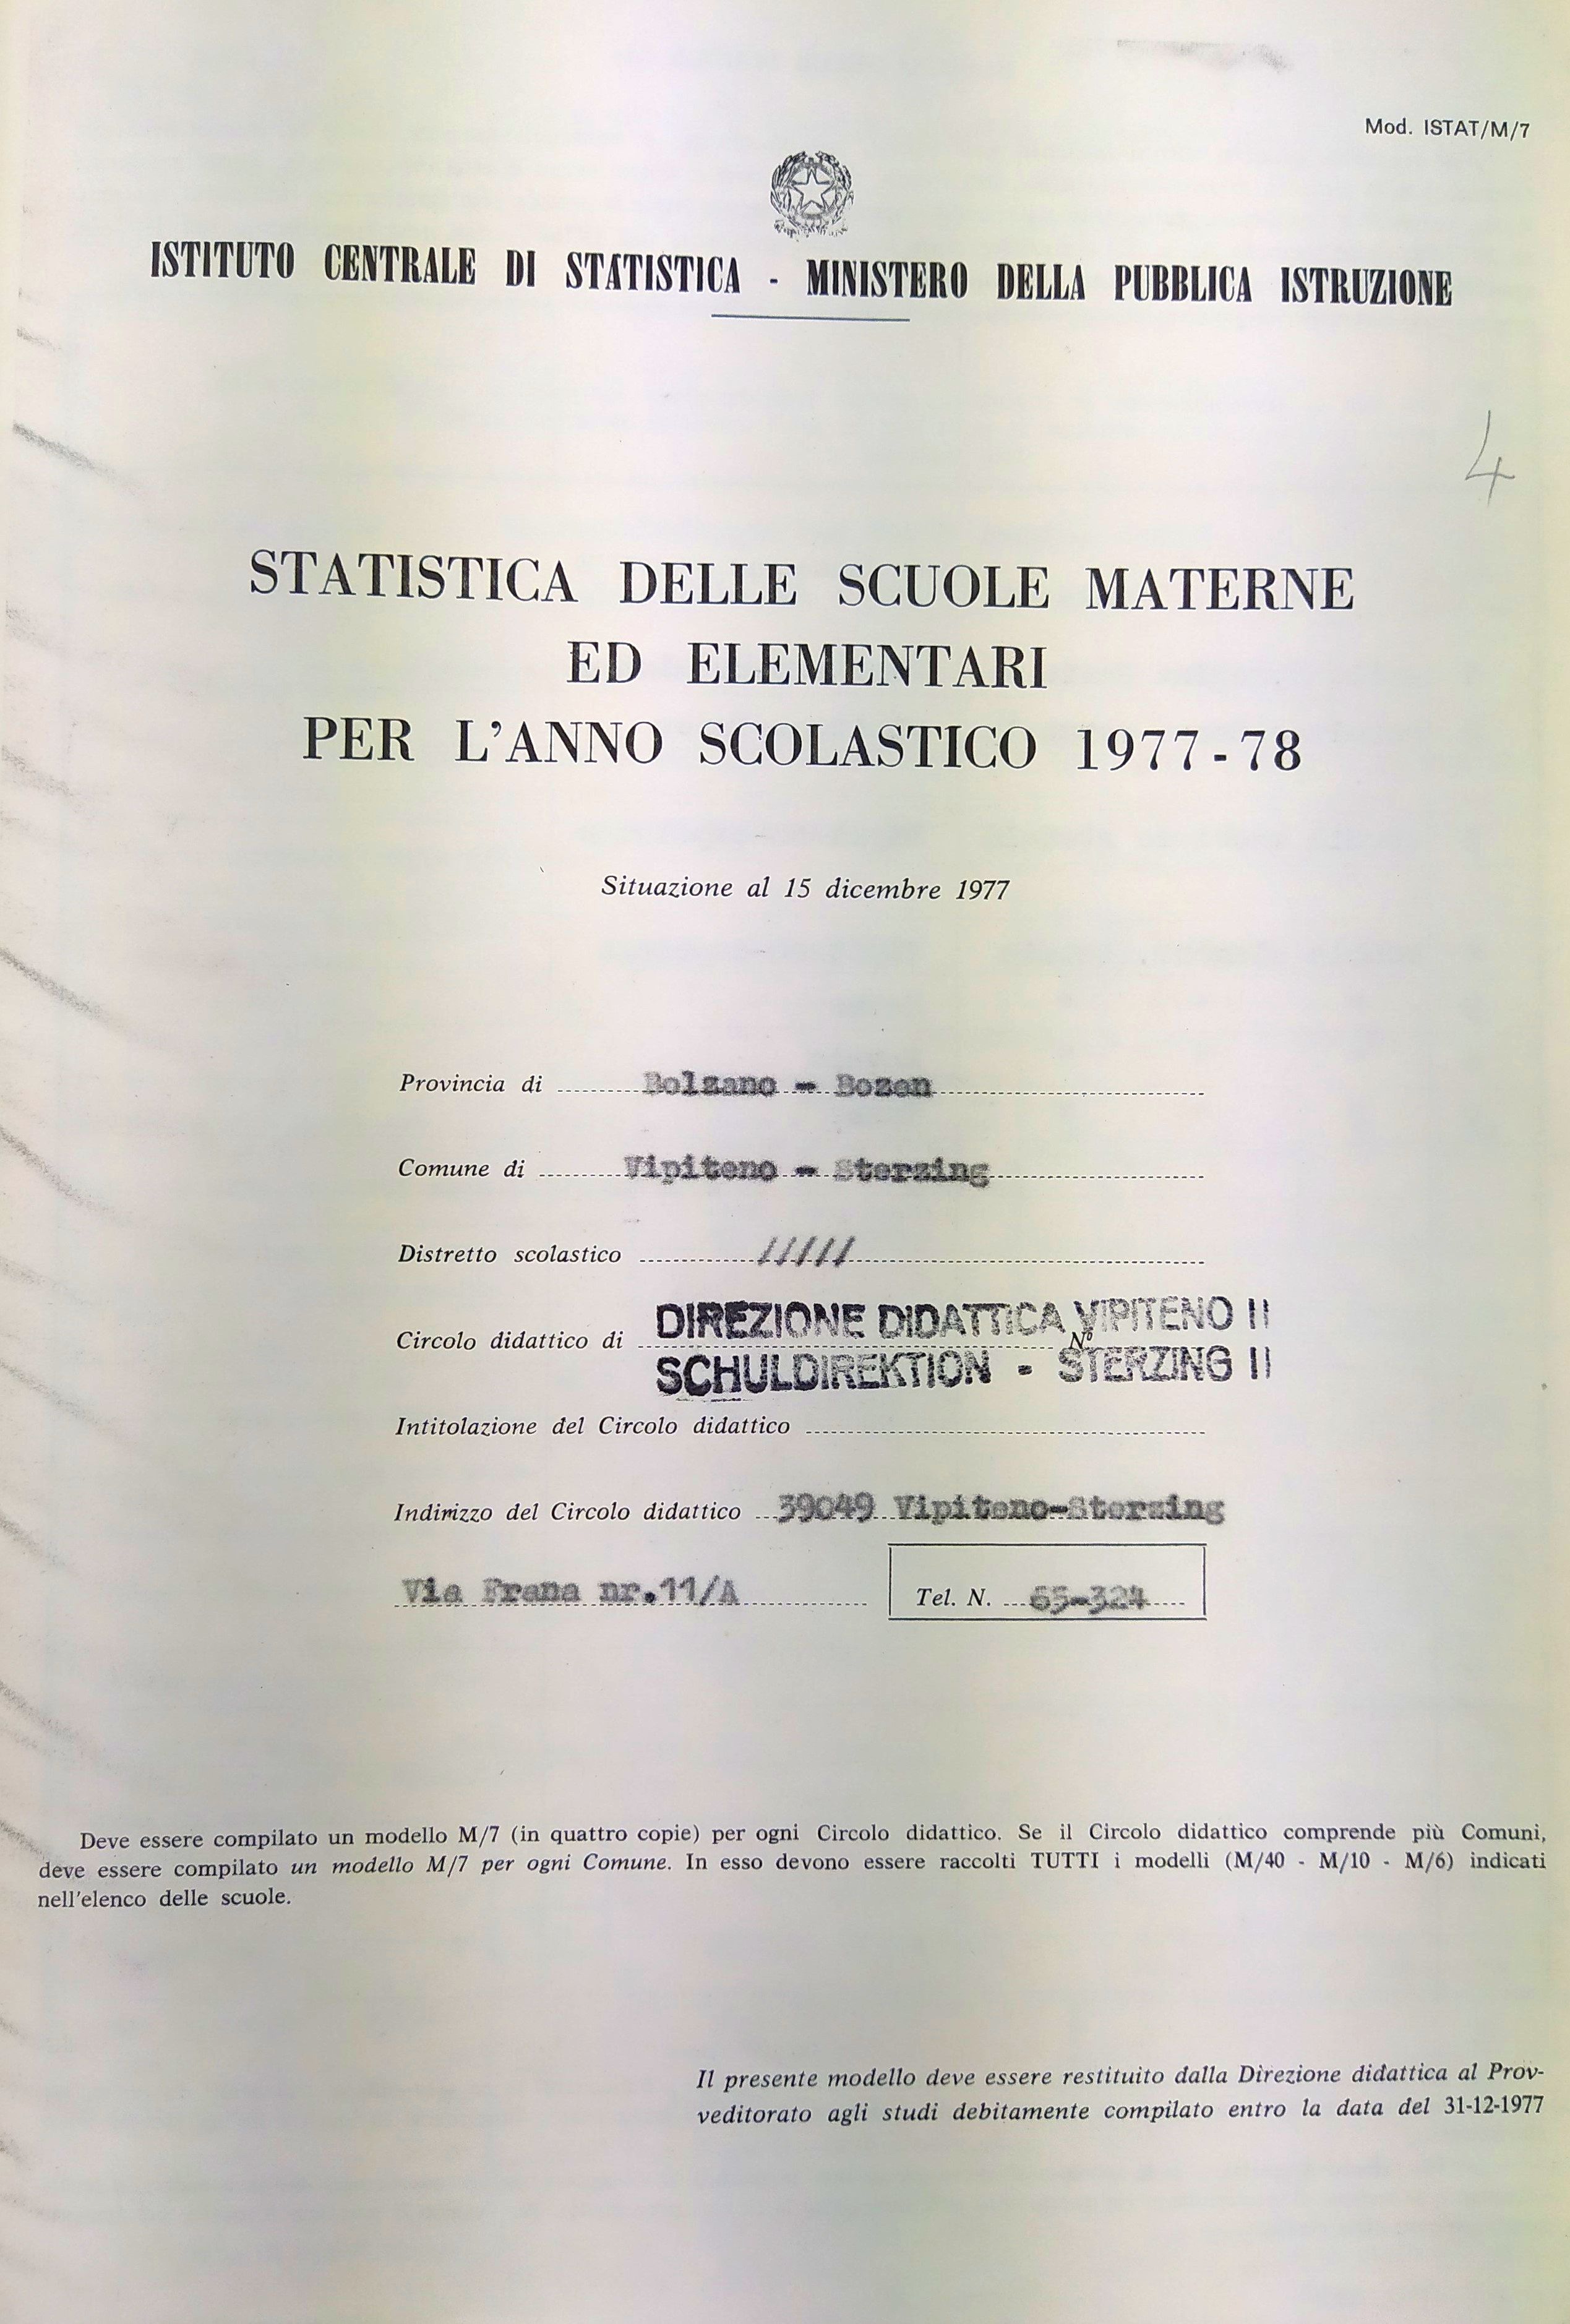 Mod. ISTAT/M/7
ISTITUTO CENTRALE DI STATISTICA - MINISTERO DELLA PUBBLICA ISTRUZIONE
4
STATISTICA DELLE SCUOLE MATERNE
ED ELEMENTARI
PER L'ANNO SCOLASTICO 1977-78
Situazione al 15 dicembre 1977
Provincia di Bolzano - Bozen
Comune di Vipiteno - Sterzing
Distretto scolastico /////
DIREZIONE DIDATTICA VIPITENO II
Circolo didattico di N°
SCHULDIREKTION - STERZING II
Intitolazione del Circolo didattico
Indirizzo del Circolo didattico 39049 Vipiteno-Sterzing
Via Frana nr.11/A Tel. N. 65-324
Deve essere compilato un modello M/7 (in quattro copie) per ogni Circolo didattico. Se il Circolo didattico comprende più Comuni,
deve essere compilato un modello M/7 per ogni Comune. In esso devono essere raccolti TUTTI i modelli (M/40 - M/10 - M/6) indicati
nell'elenco delle scuole.
Il presente modello deve essere restituito dalla Direzione didattica al Prov-
veditorato agli studi debitamente compilato entro la data del 31-12-1977